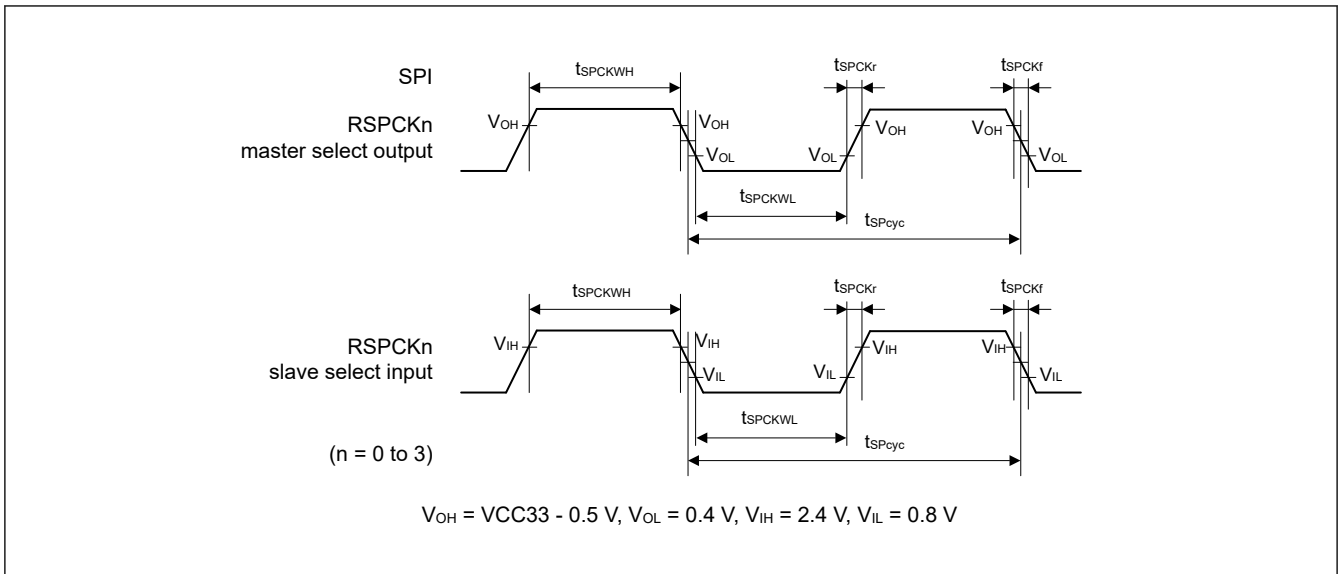 SPI
RSPCKn
master select output
tSPCKWH
tSPCKr
tSPCKf
VOH
VOH
VOL
VOL
VOH
VOH
VOL
tSPCKWL
tSPcyc
RSPCKn
slave select input
tSPCKWH
tSPCKr
tSPCKf
VIH
VIH
VIL
VIL
VIH
VIH
VIL
tSPCKWL
tSPcyc
(n = 0 to 3)
VOH = VCC33 - 0.5 V, VOL = 0.4 V, VIH = 2.4 V, VIL = 0.8 V